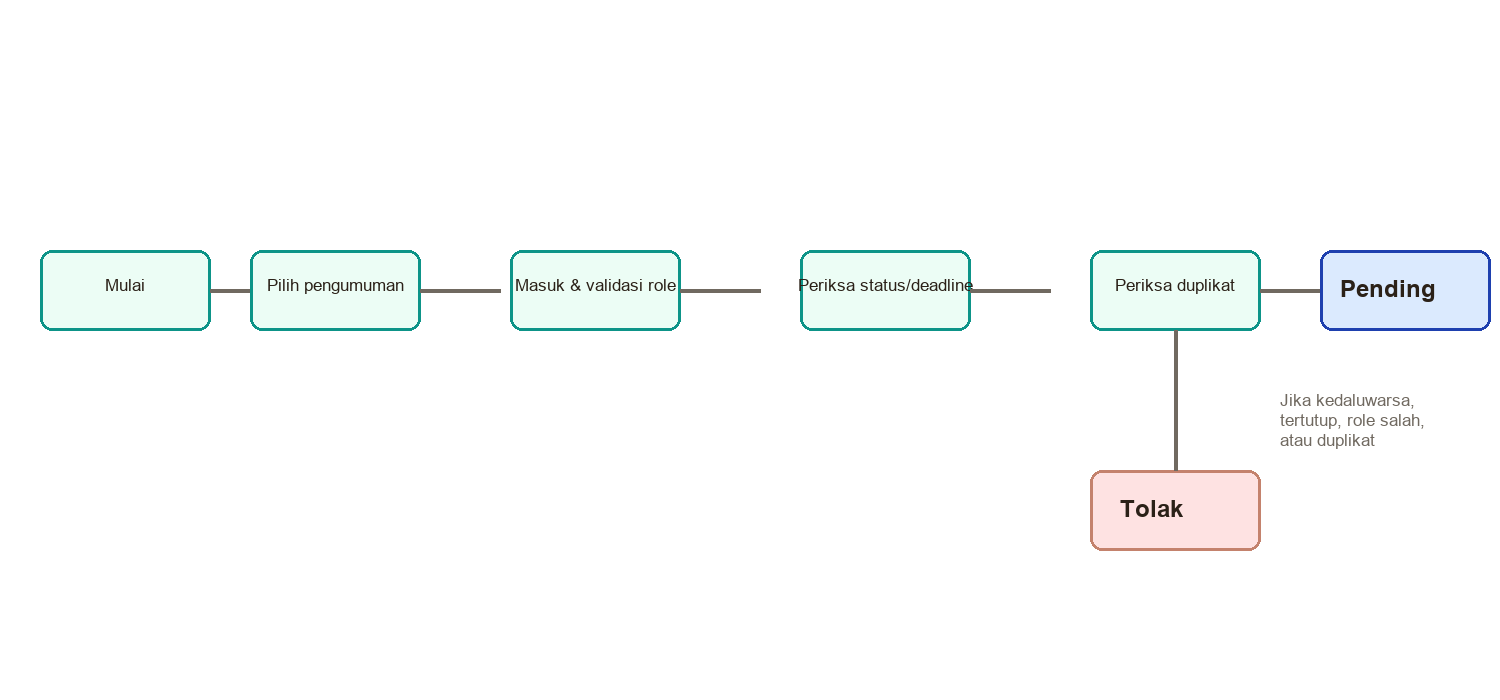 Mulai
Pilih pengumuman
Masuk & validasi role
Periksa status/deadline
Periksa duplikat
Pending
Jika kedaluwarsa,
tertutup, role salah,
atau duplikat
Tolak